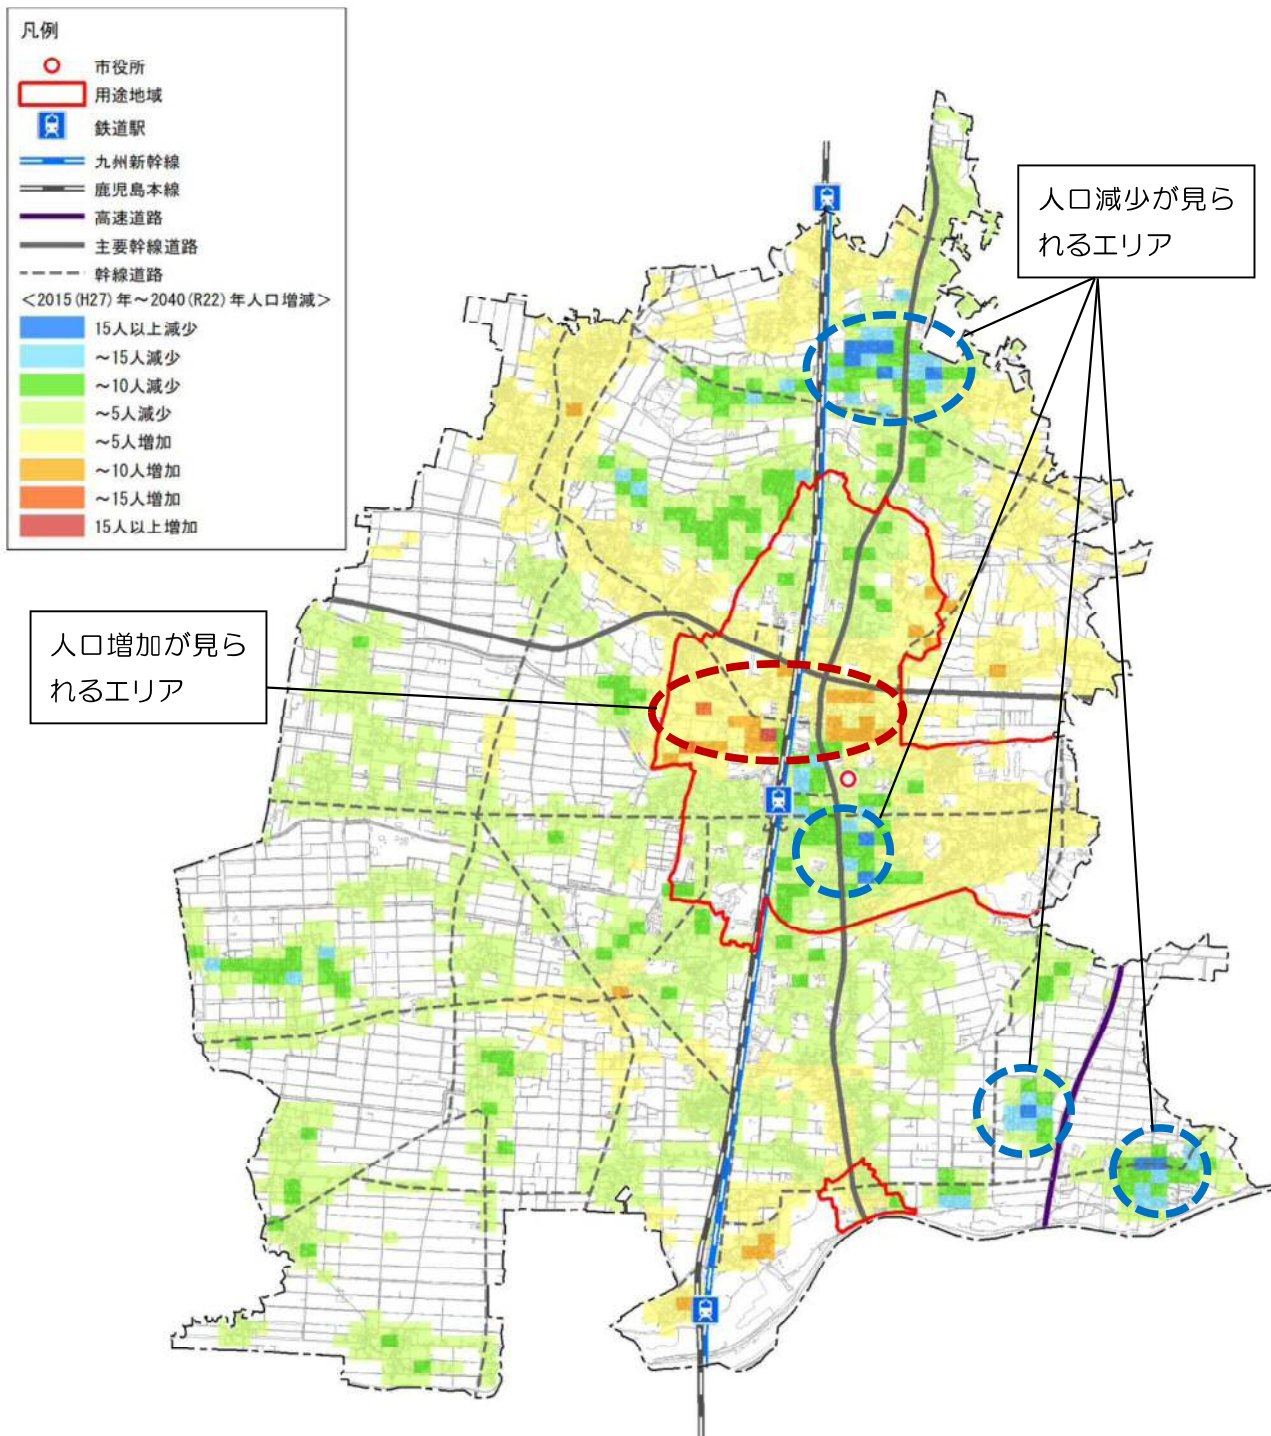 凡例
市役所
用途地域
鉄道駅
九州新幹線
鹿児島本線
高速道路
主要幹線道路
幹線道路
<2015(H27)年～2040(R22)年人口増減>
15人以上減少
～15人減少
～10人減少
～5人減少
～5人増加
～10人増加
～15人増加
15人以上増加
人口減少が見ら
れるエリア
人口増加が見ら
れるエリア